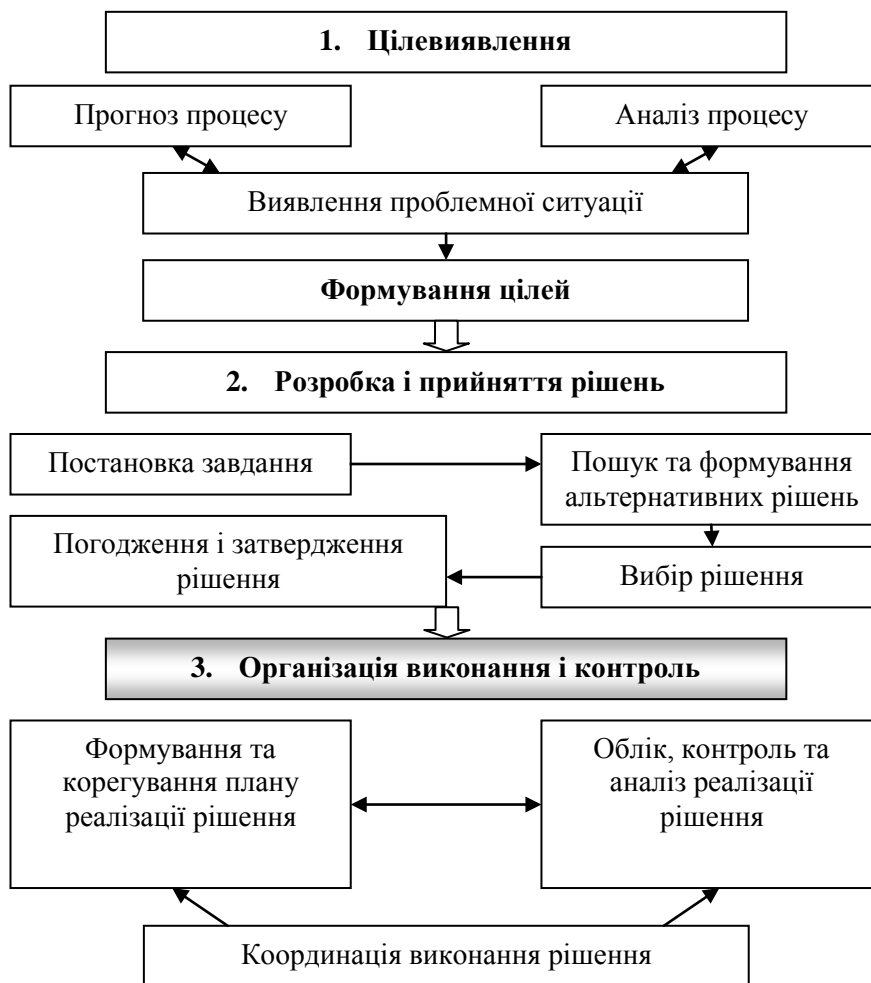 1. Цілевиявлення
Прогноз процесу
Аналіз процесу
Виявлення проблемної ситуації
Формування цілей
2. Розробка і прийняття рішень
Постановка завдання
Пошук та формування
альтернативних рішень
Погодження і затвердження
рішення
Вибір рішення
3. Організація виконання і контроль
Формування та
корегування плану
реалізації рішення
Облік, контроль та
аналіз реалізації
рішення
Координація виконання рішення